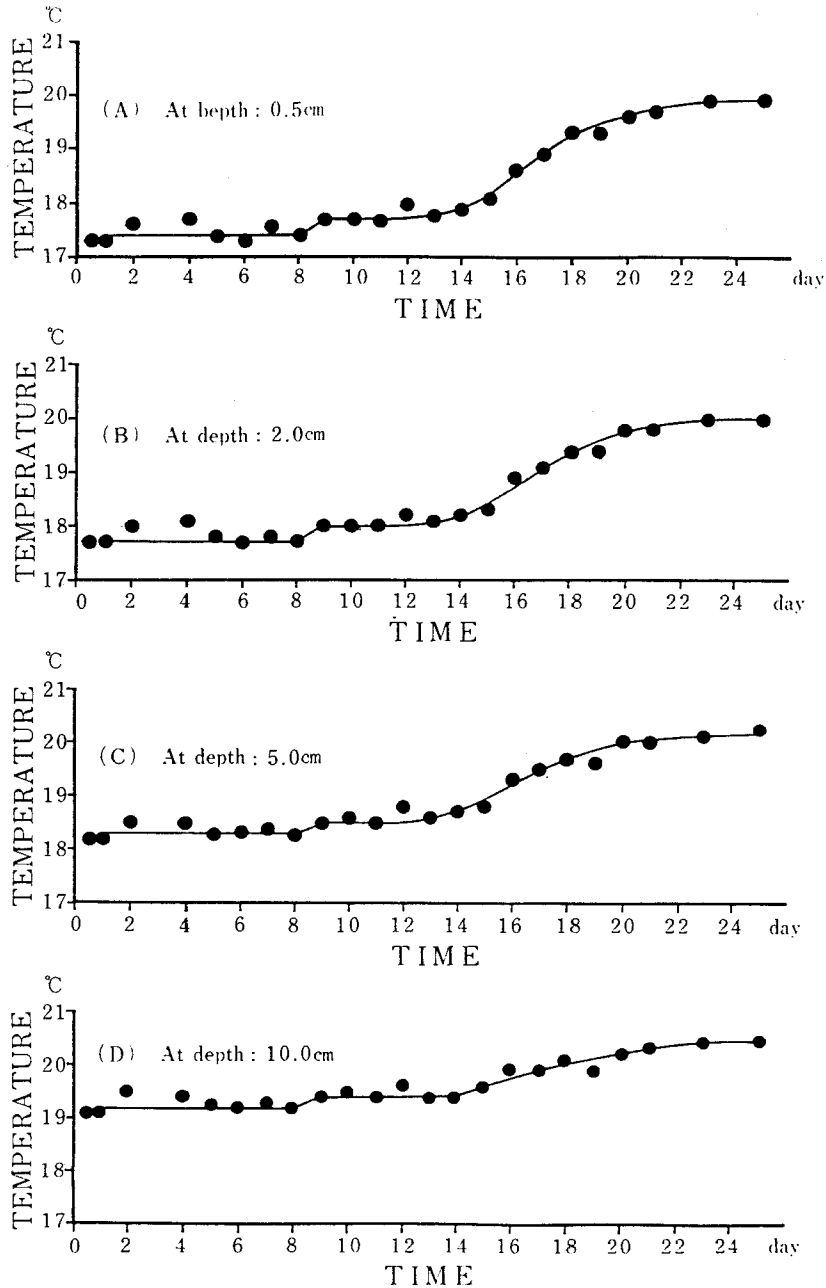 ℃
21
20
19
18
17
TEMPERATURE
(A) At bepth : 0.5cm
0 2 4 6 8 10 12 14 16 18 20 22 24 day
TIME
℃
21
20
19
18
17
TEMPERATURE
(B) At depth : 2.0cm
0 2 4 6 8 10 12 14 16 18 20 22 24 day
TIME
℃
21
20
19
18
17
TEMPERATURE
(C) At depth : 5.0cm
0 2 4 6 8 10 12 14 16 18 20 22 24 day
TIME
℃
21
20
19
18
17
TEMPERATURE
(D) At depth : 10.0cm
0 2 4 6 8 10 12 14 16 18 20 22 24 day
TIME